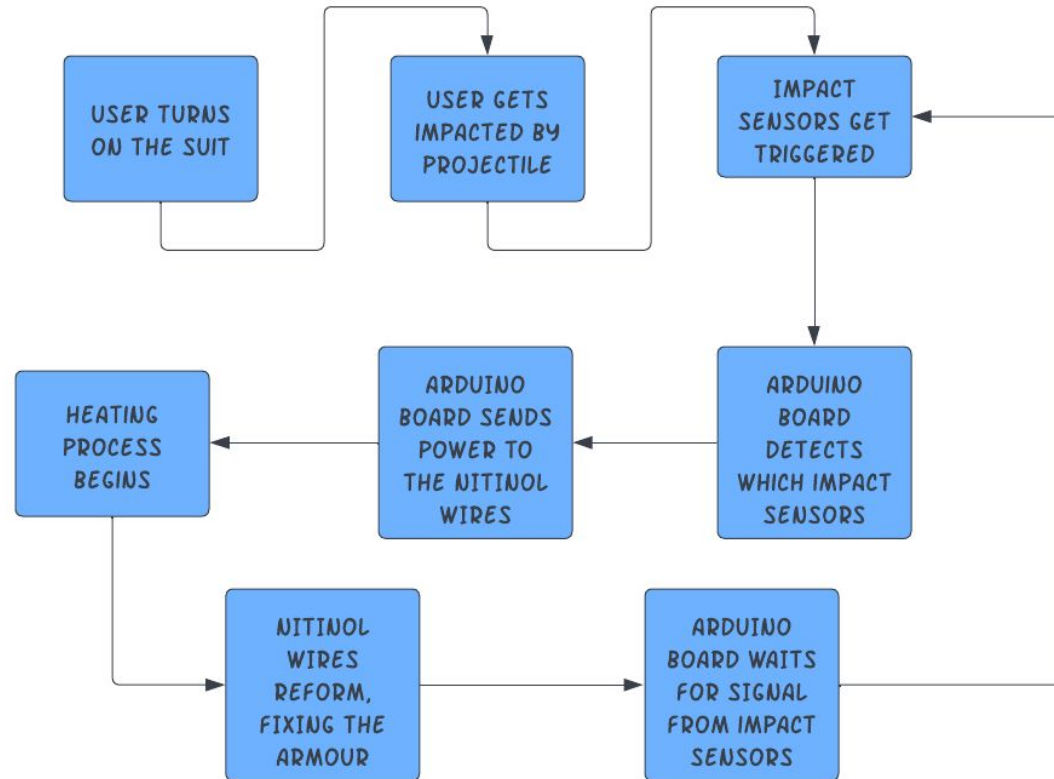 USER TURNS
ON THE SUIT
USER GETS
IMPACTED BY
PROJECTILE
IMPACT
SENSORS GET
TRIGGERED
ARDUINO
BOARD
DETECTS
WHICH IMPACT
SENSORS
ARDUINO
BOARD SENDS
POWER TO
THE NITINOL
WIRES
HEATING
PROCESS
BEGINS
NITINOL
WIRES
REFORM,
FIXING THE
ARMOUR
ARDUINO
BOARD WAITS
FOR SIGNAL
FROM IMPACT
SENSORS